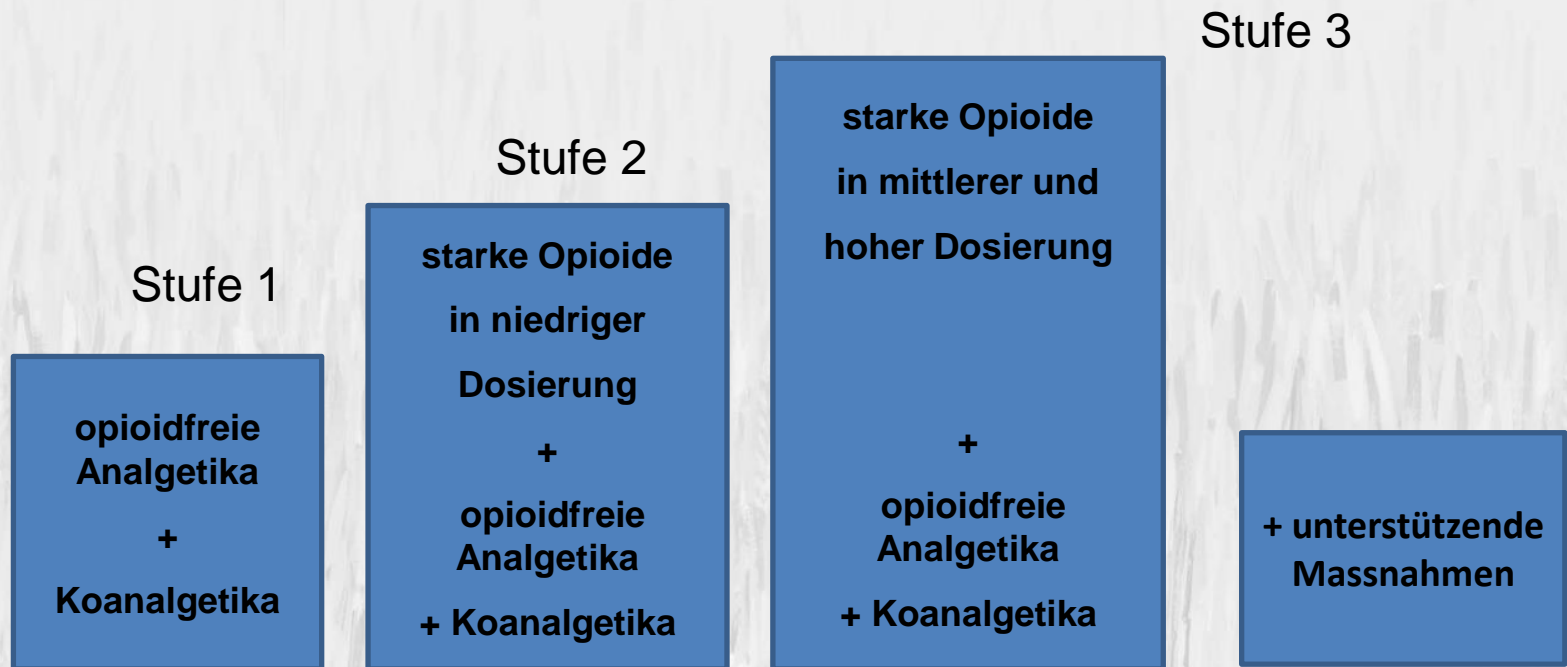 Stufe 1
opioidfreie
Analgetika
+
Koanalgetika
Stufe 2
starke Opioide
in niedriger
Dosierung
+
opioidfreie
Analgetika
+ Koanalgetika
Stufe 3
starke Opioide
in mittlerer und
hoher Dosierung
+
opioidfreie
Analgetika
+ Koanalgetika
+ unterstützende
Massnahmen